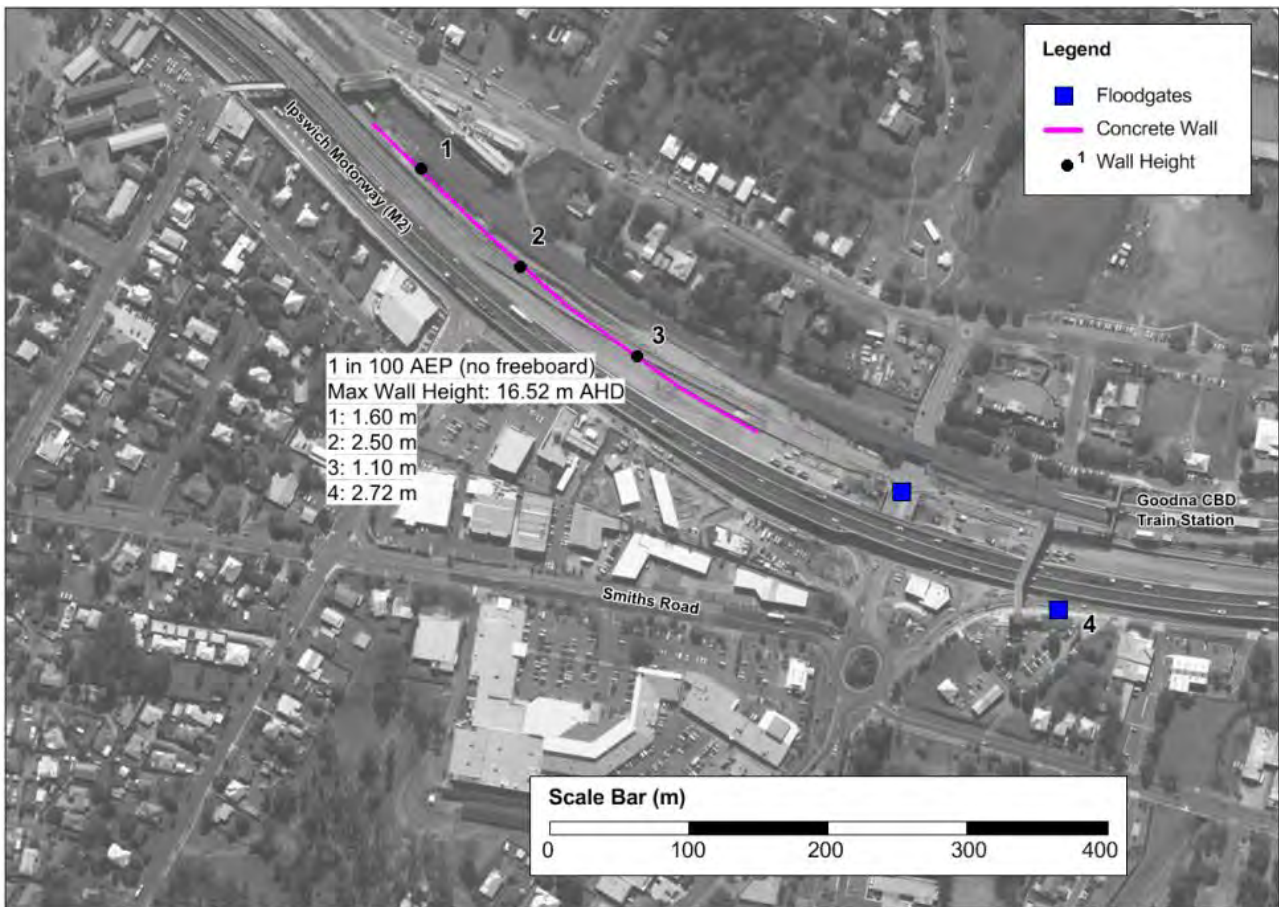 Legend
Floodgates
Concrete Wall
1 Wall Height
Ipswich Motorway (M2)
1
2
3
1 in 100 AEP (no freeboard)
Max Wall Height: 16.52 m AHD
1: 1.60 m
2: 2.50 m
3: 1.10 m
4: 2.72 m
Goodna CBD
Train Station
Smiths Road
4
Scale Bar (m)
0 100 200 300 400